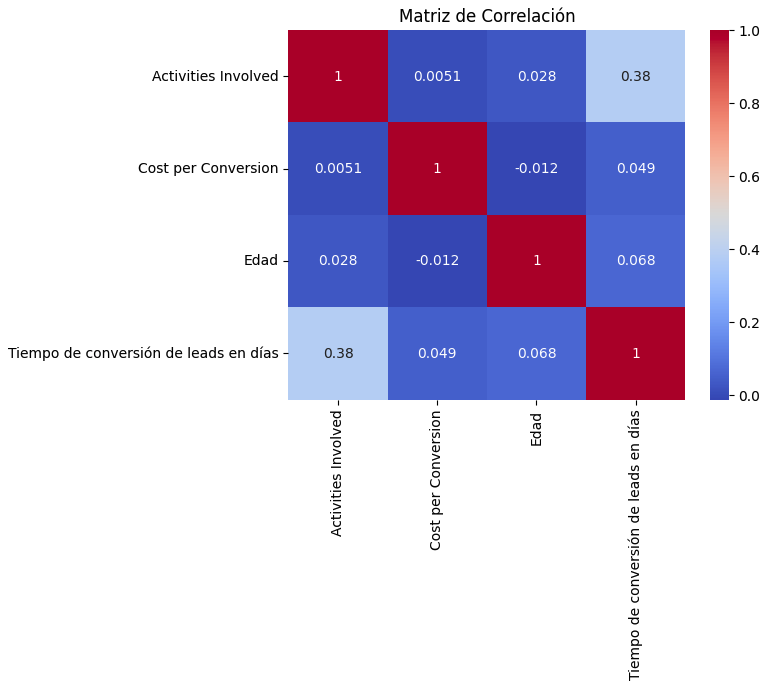 Matriz de Correlación
Activities Involved
1
0.0051
0.028
0.38
Cost per Conversion
0.0051
1
-0.012
0.049
Edad
0.028
-0.012
1
0.068
Tiempo de conversión de leads en días
0.38
0.049
0.068
1
Activities Involved
Cost per Conversion
Edad
Tiempo de conversión de leads en días
1.0
0.8
0.6
0.4
0.2
0.0